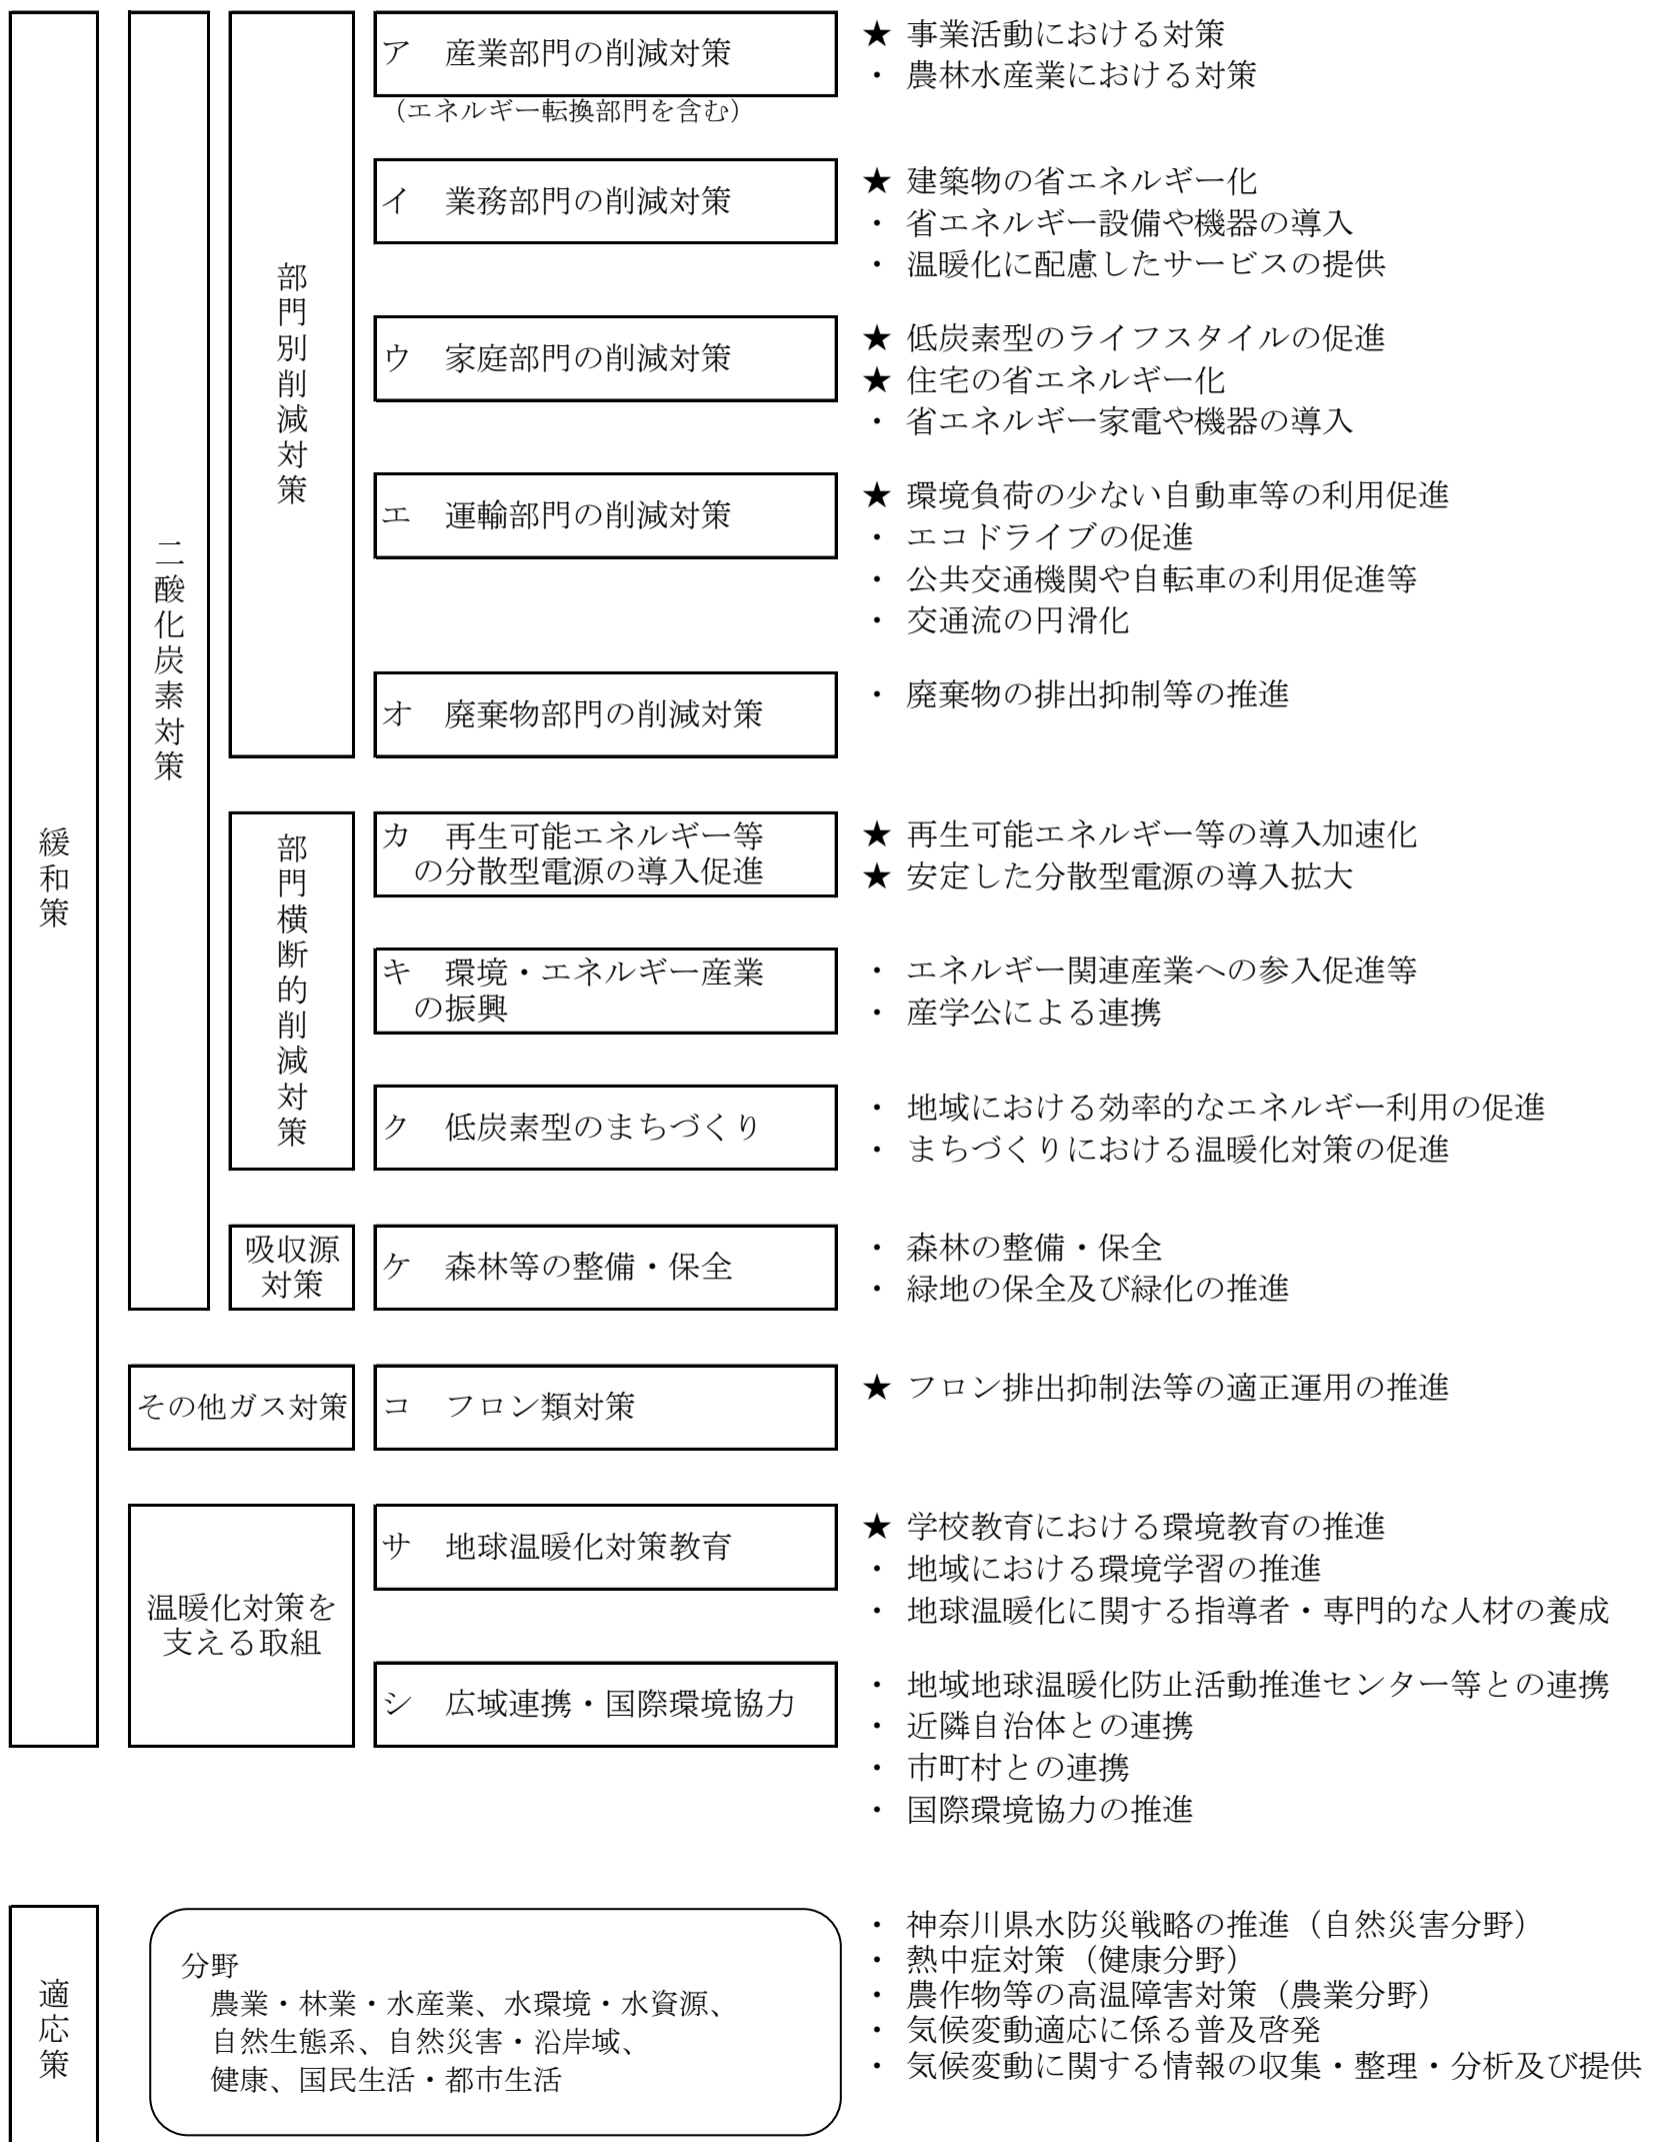 緩和策
二酸化炭素対策
部門別削減対策
ア　産業部門の削減対策
（エネルギー転換部門を含む）
★ 事業活動における対策
・ 農林水産業における対策
イ　業務部門の削減対策
★ 建築物の省エネルギー化
・ 省エネルギー設備や機器の導入
・ 温暖化に配慮したサービスの提供
ウ　家庭部門の削減対策
★ 低炭素型のライフスタイルの促進
★ 住宅の省エネルギー化
・ 省エネルギー家電や機器の導入
エ　運輸部門の削減対策
★ 環境負荷の少ない自動車等の利用促進
・ エコドライブの促進
・ 公共交通機関や自転車の利用促進等
・ 交通流の円滑化
オ　廃棄物部門の削減対策
・ 廃棄物の排出抑制等の推進
部門横断的削減対策
カ　再生可能エネルギー等
の分散型電源の導入促進
★ 再生可能エネルギー等の導入加速化
★ 安定した分散型電源の導入拡大
キ　環境・エネルギー産業
の振興
・ エネルギー関連産業への参入促進等
・ 産学公による連携
ク　低炭素型のまちづくり
・ 地域における効率的なエネルギー利用の促進
・ まちづくりにおける温暖化対策の促進
吸収源
対策
ケ　森林等の整備・保全
・ 森林の整備・保全
・ 緑地の保全及び緑化の推進
その他ガス対策
コ　フロン類対策
★ フロン排出抑制法等の適正運用の推進
温暖化対策を
支える取組
サ　地球温暖化対策教育
★ 学校教育における環境教育の推進
・ 地域における環境学習の推進
・ 地球温暖化に関する指導者・専門的な人材の養成
シ　広域連携・国際環境協力
・ 地域地球温暖化防止活動推進センター等との連携
・ 近隣自治体との連携
・ 市町村との連携
・ 国際環境協力の推進
適応策
分野
農業・林業・水産業、水環境・水資源、
自然生態系、自然災害・沿岸域、
健康、国民生活・都市生活
・ 神奈川県水防災戦略の推進（自然災害分野）
・ 熱中症対策（健康分野）
・ 農作物等の高温障害対策（農業分野）
・ 気候変動適応に係る普及啓発
・ 気候変動に関する情報の収集・整理・分析及び提供